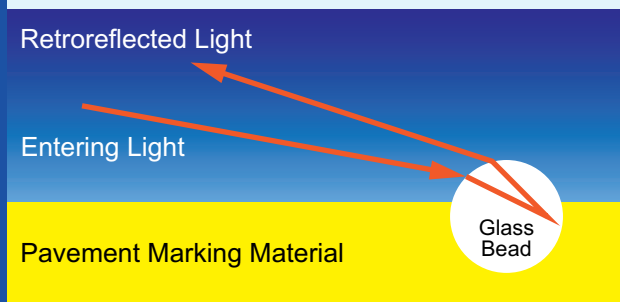 Retroreflected Light
Entering Light
Glass
Bead
Pavement Marking Material